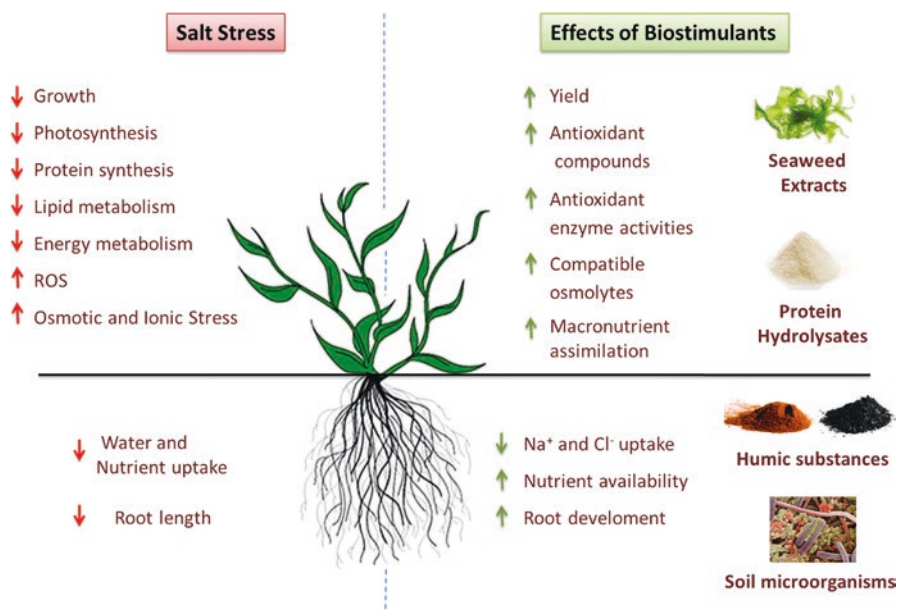 Salt Stress
Growth
Photosynthesis
Protein synthesis
Lipid metabolism
Energy metabolism
ROS
Osmotic and Ionic Stress
Water and
Nutrient uptake
Root length
Effects of Biostimulants
Yield
Antioxidant
compounds
Antioxidant
enzyme activities
Compatible
osmolytes
Macronutrient
assimilation
Na⁺ and Cl⁻ uptake
Nutrient availability
Root develoment
Seaweed
Extracts
Protein
Hydrolysates
Humic substances
Soil microorganisms